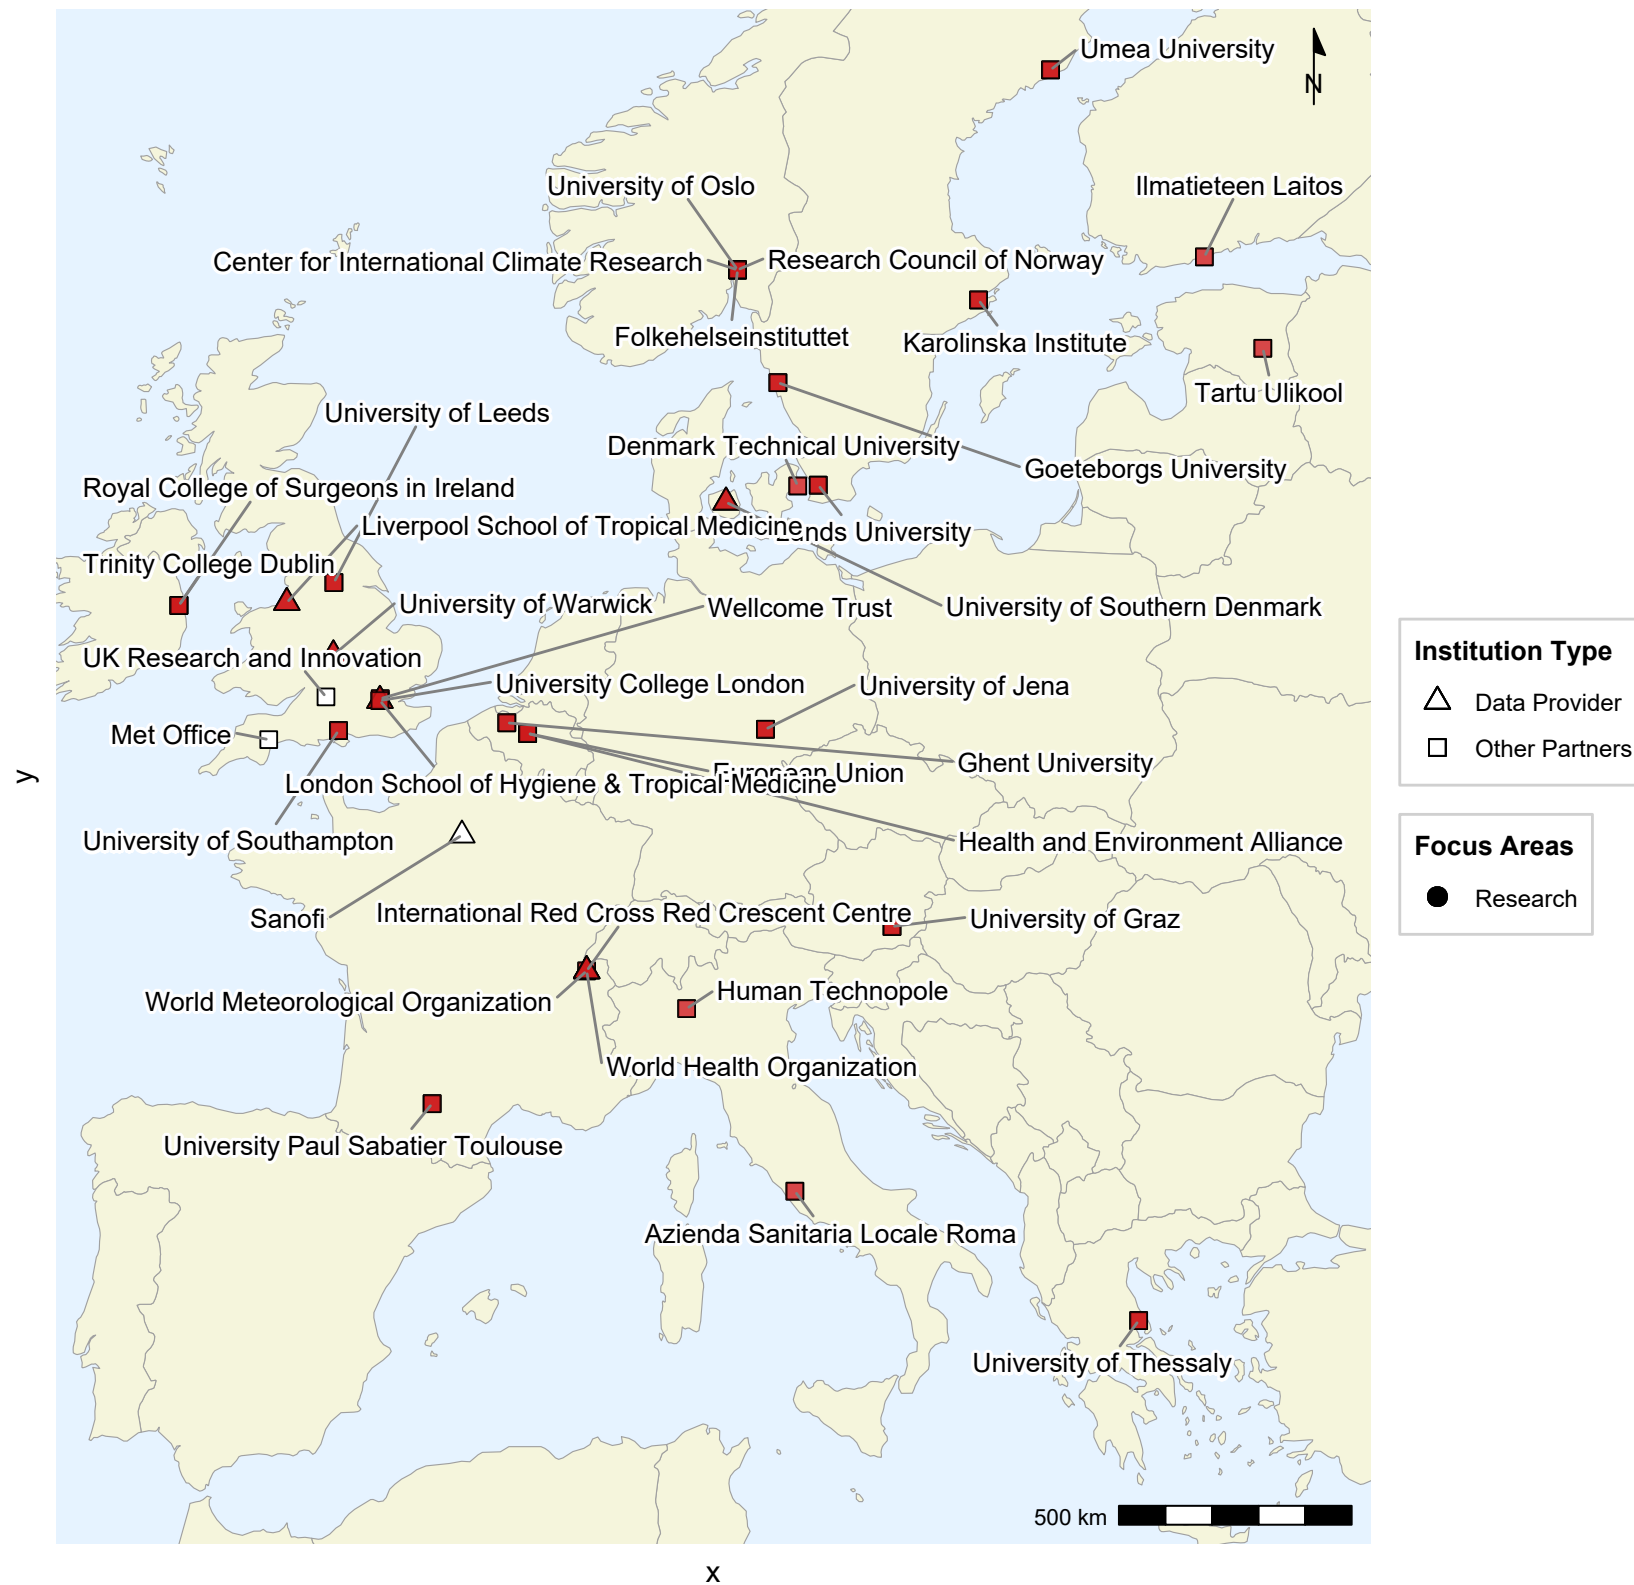 Umea University
N
University of Oslo
Ilmatieteen Laitos
Center for International Climate Research
Research Council of Norway
Folkehelseinstituttet
Karolinska Institute
Tartu Ulikool
University of Leeds
Denmark Technical University
Goeteborgs University
Royal College of Surgeons in Ireland
Liverpool School of Tropical Medicine
University
Trinity College Dublin
University of Warwick
Wellcome Trust
University of Southern Denmark
UK Research and Innovation
University College London
University of Jena
Met Office
Ghent University
European Union
London School of Hygiene & Tropical Medicine
University of Southampton
Health and Environment Alliance
Sanofi
International Red Cross Red Crescent Centre
University of Graz
World Meteorological Organization
Human Technopole
World Health Organization
University Paul Sabatier Toulouse
Azienda Sanitaria Locale Roma
University of Thessaly
500 km
x
y
Institution Type
Data Provider
Other Partners
Focus Areas
Research